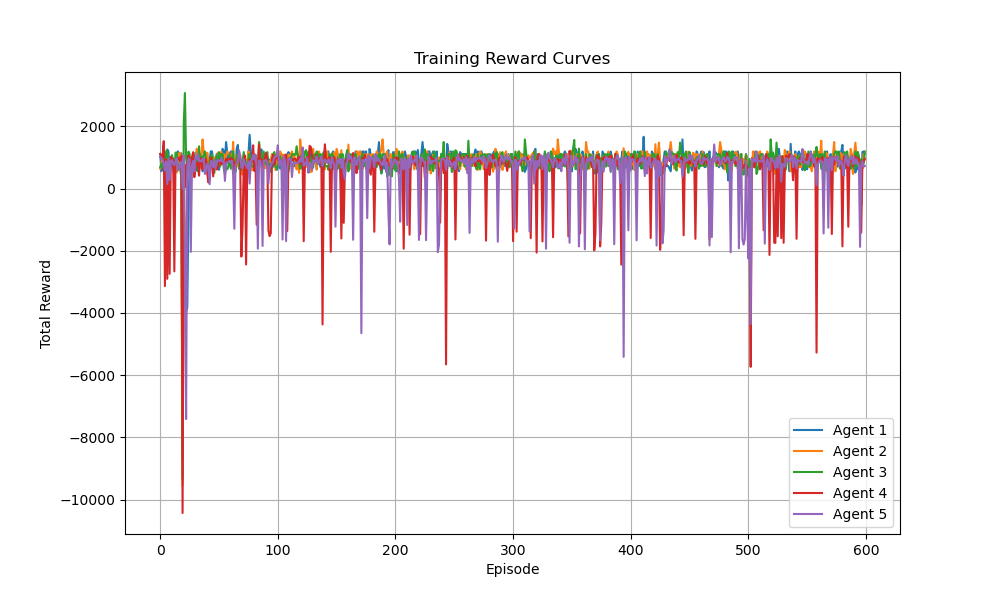 Training Reward Curves
Total Reward
2000
0
−2000
−4000
−6000
−8000
−10000
0 100 200 300 400 500 600
Episode
Agent 1
Agent 2
Agent 3
Agent 4
Agent 5